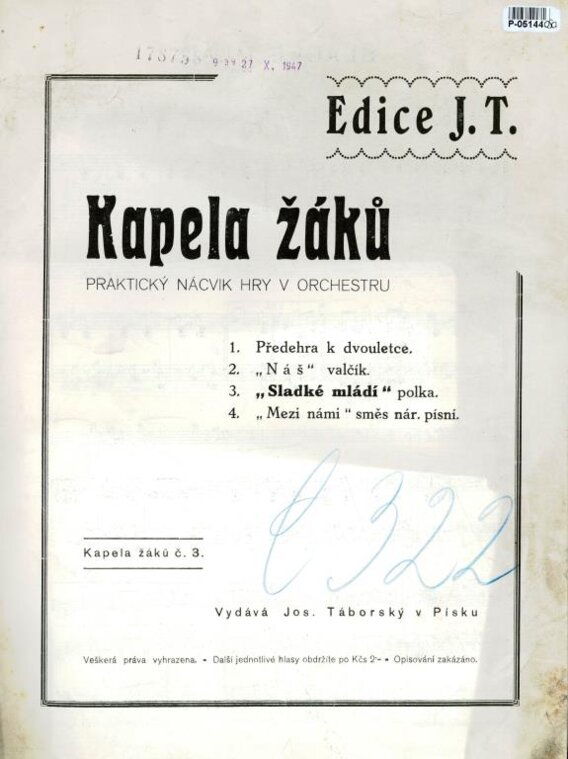 P-05144
178758 27 X. 1947
Edice J. T.
Kapela žáků
PRAKTICKÝ NÁCVIK HRY V ORCHESTRU
1. Předehra k dvouletce.
2. „Náš" valčík.
3. „Sladké mládí" polka.
4. „Mezi námi" směs nár. písní.
322
Kapela žáků č. 3.
Vydává Jos. Táborský v Písku
Veškerá práva vyhrazena. • Další jednotlivé hlasy obdržíte po Kčs 2·- • Opisování zakázáno.